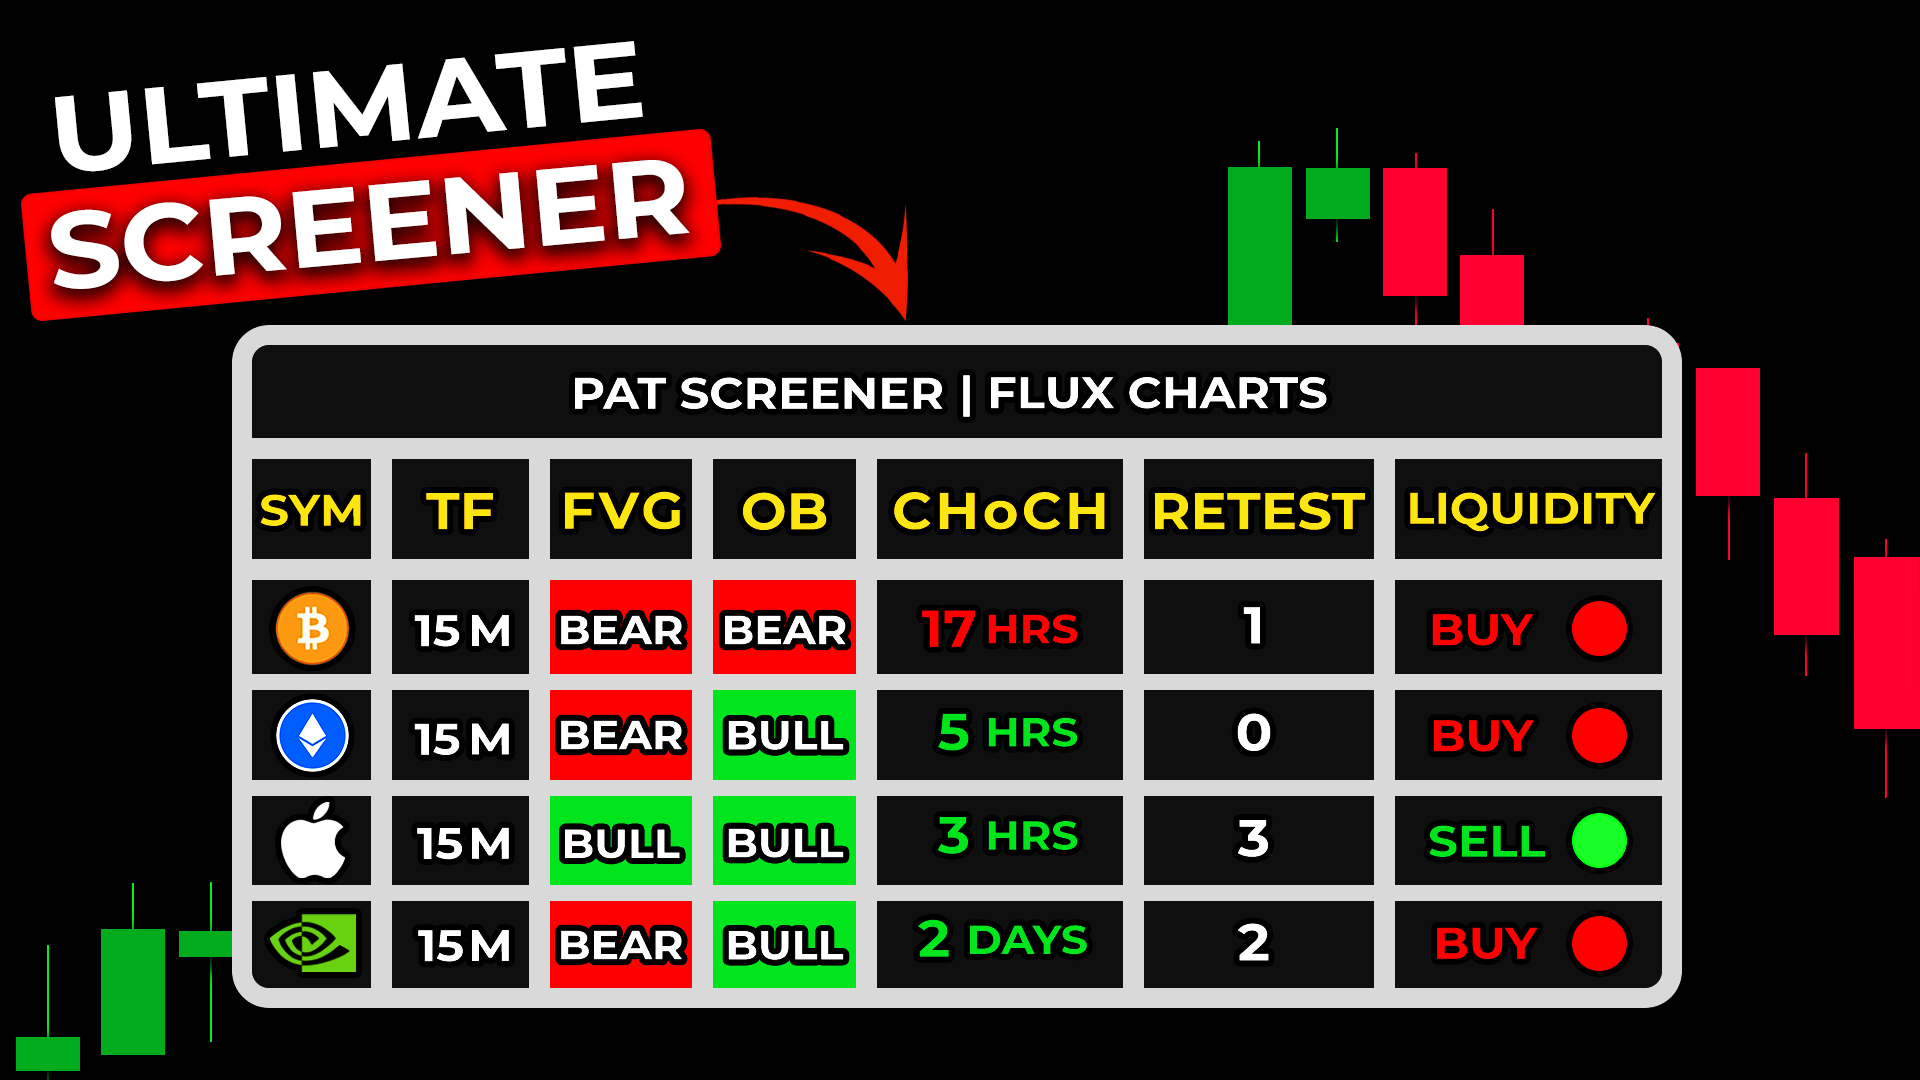 ULTIMATE
SCREENER
PAT SCREENER | FLUX CHARTS
SYM TF FVG OB CHoCH RETEST LIQUIDITY
15 M BEAR BEAR 17 HRS 1 BUY
15 M BEAR BULL 5 HRS 0 BUY
15 M BULL BULL 3 HRS 3 SELL
15 M BEAR BULL 2 DAYS 2 BUY